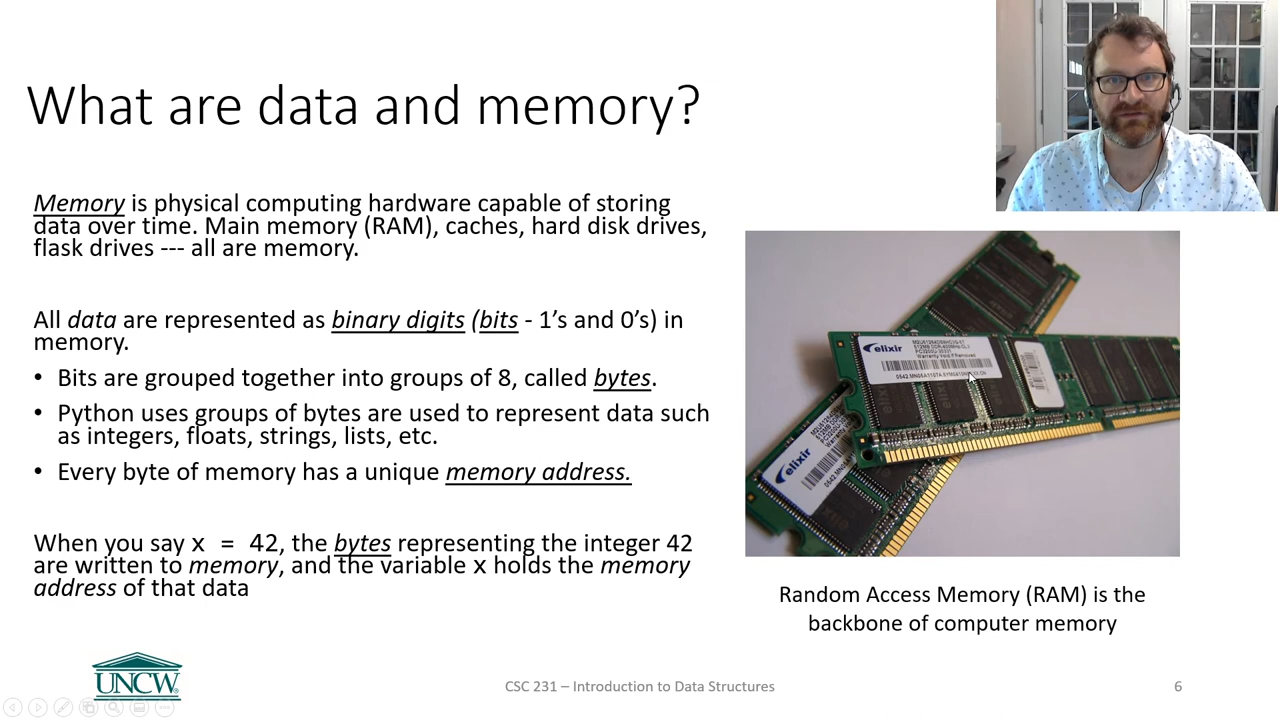 What are data and memory?
Memory is physical computing hardware capable of storing
data over time. Main memory (RAM), caches, hard disk drives,
flask drives --- all are memory.
All data are represented as binary digits (bits - 1’s and 0’s) in
memory.
• Bits are grouped together into groups of 8, called bytes.
• Python uses groups of bytes are used to represent data such
as integers, floats, strings, lists, etc.
• Every byte of memory has a unique memory address.
When you say x = 42, the bytes representing the integer 42
are written to memory, and the variable x holds the memory
address of that data
elixir
Warranty Void If Removed
elixir
Random Access Memory (RAM) is the
backbone of computer memory
UNCW
CSC 231 – Introduction to Data Structures
6